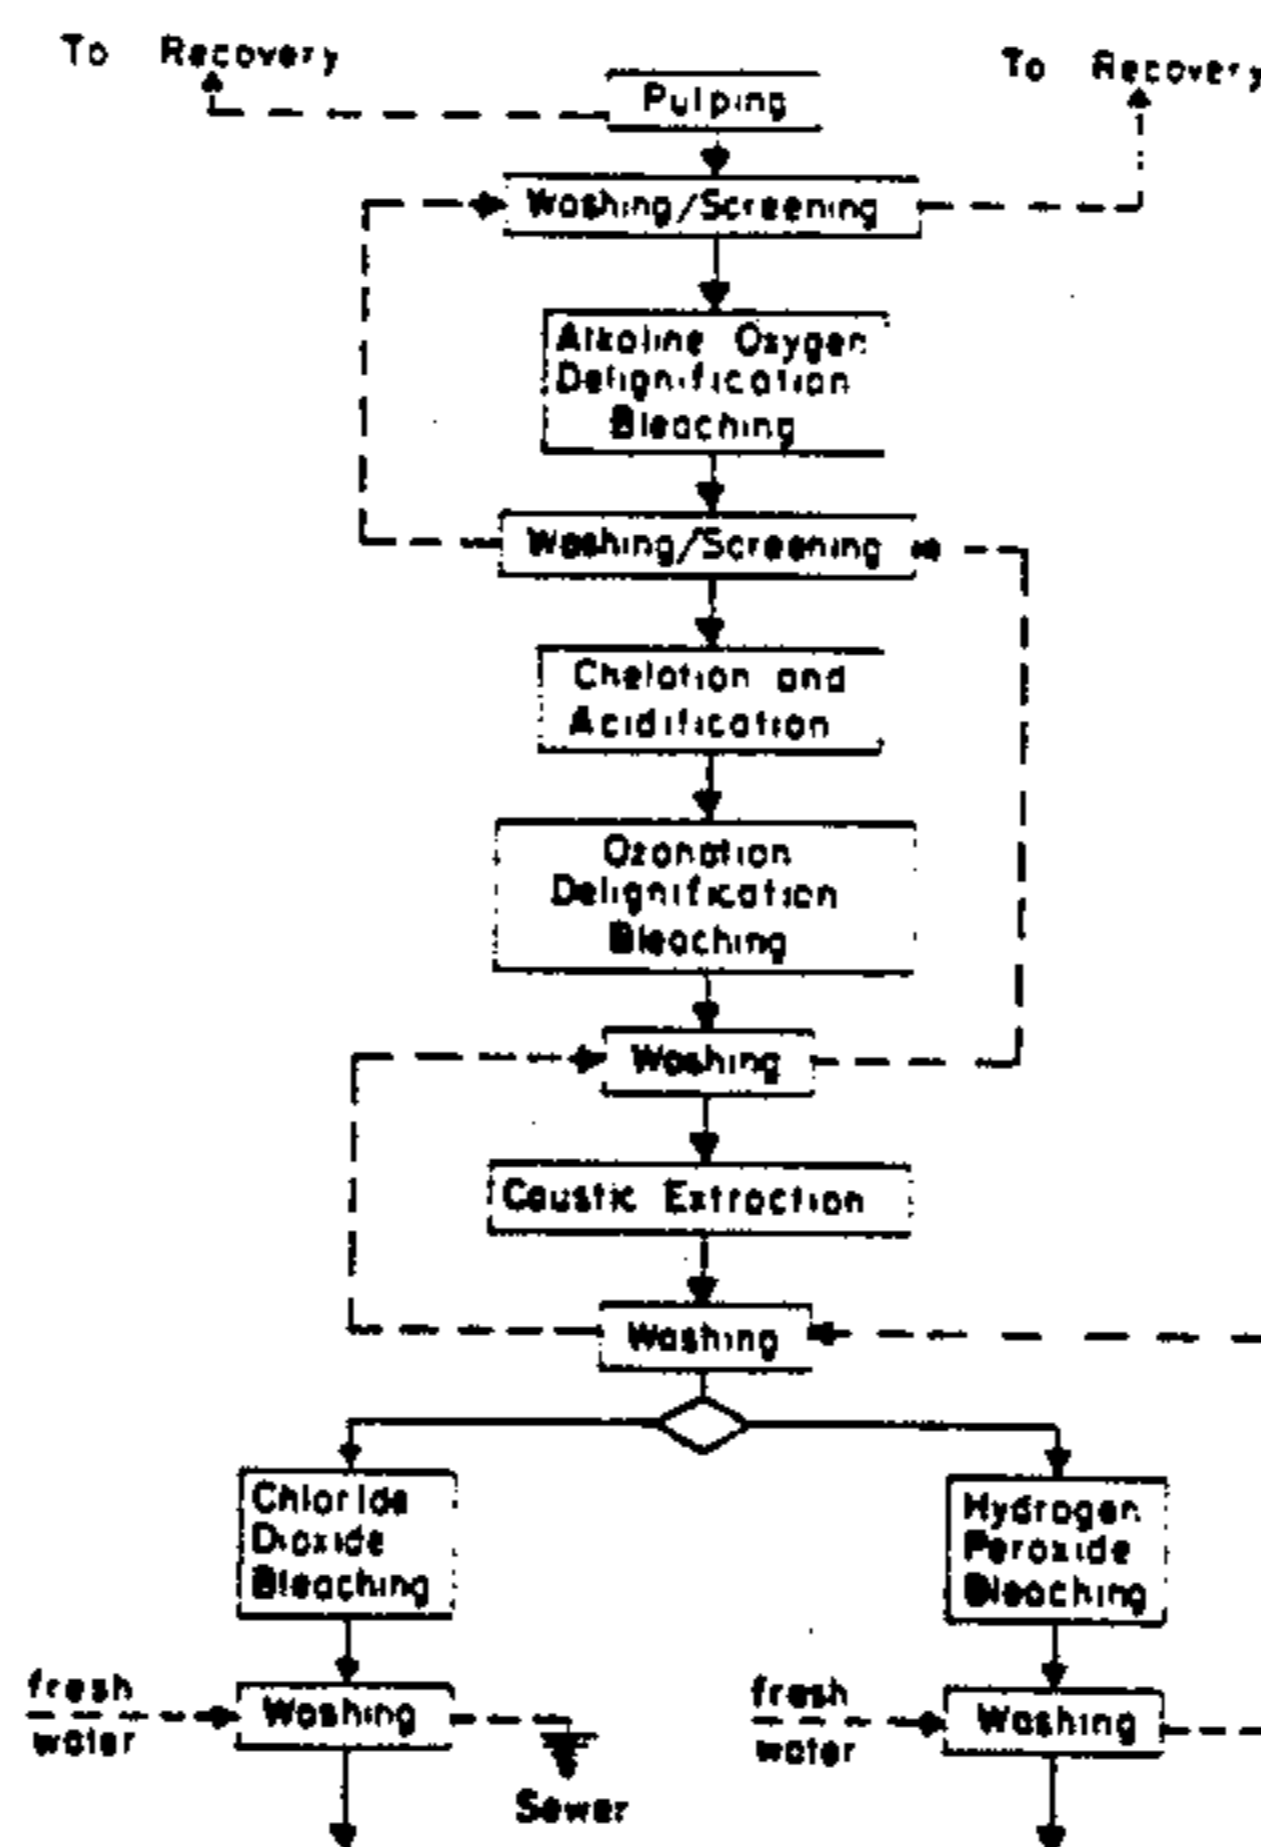 To Recovery
To Recovery
Pulping
Washing/Screening
Alkaline Oxygen
Delignification
Bleaching
Washing/Screening
Chelation and
Acidification
Ozonation
Delignification
Bleaching
Washing
Caustic Extraction
Washing
Chloride
Dioxide
Bleaching
Hydrogen
Peroxide
Bleaching
fresh
water
Washing
Sewer
fresh
water
Washing